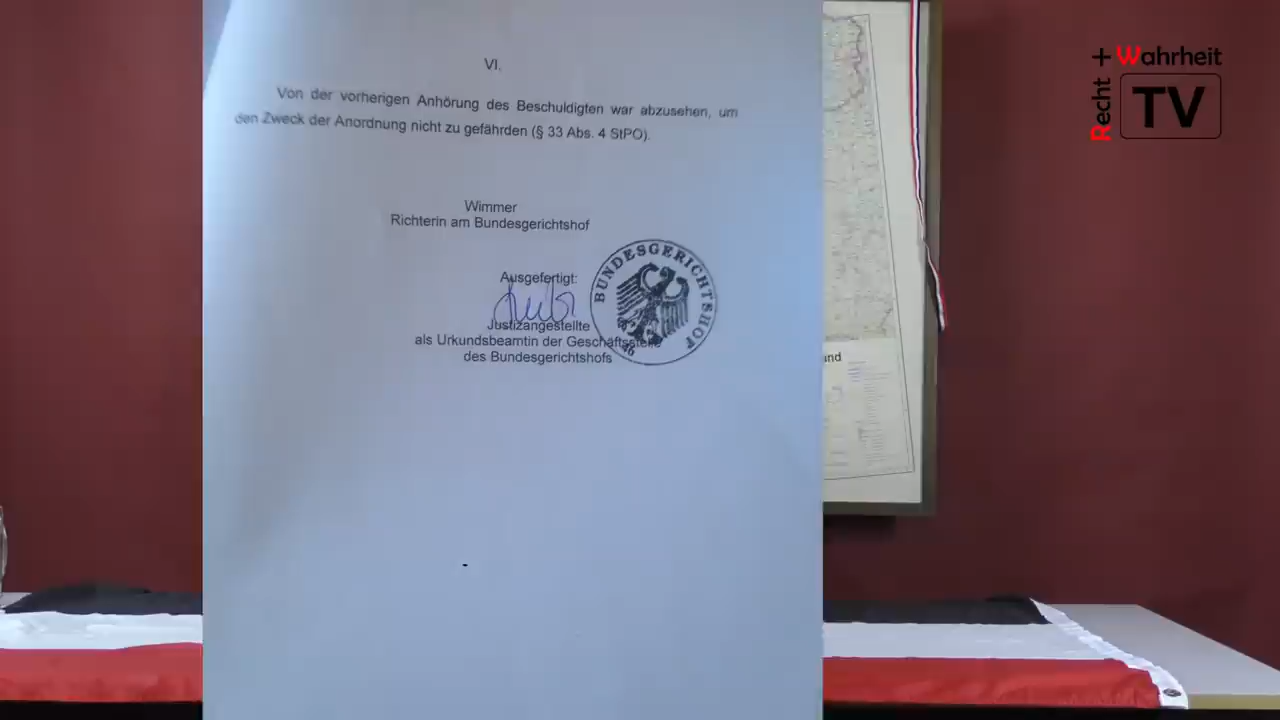 VI.
Von der vorherigen Anhörung des Beschuldigten war abzusehen, um
den Zweck der Anordnung nicht zu gefährden (§ 33 Abs. 4 StPO).
Wimmer
Richterin am Bundesgerichtshof
Ausgefertigt:
Justizangestellte
als Urkundsbeamtin der Geschäftsstelle
des Bundesgerichtshofs
BUNDESGERICHTSHOF
and
Recht + Wahrheit
TV